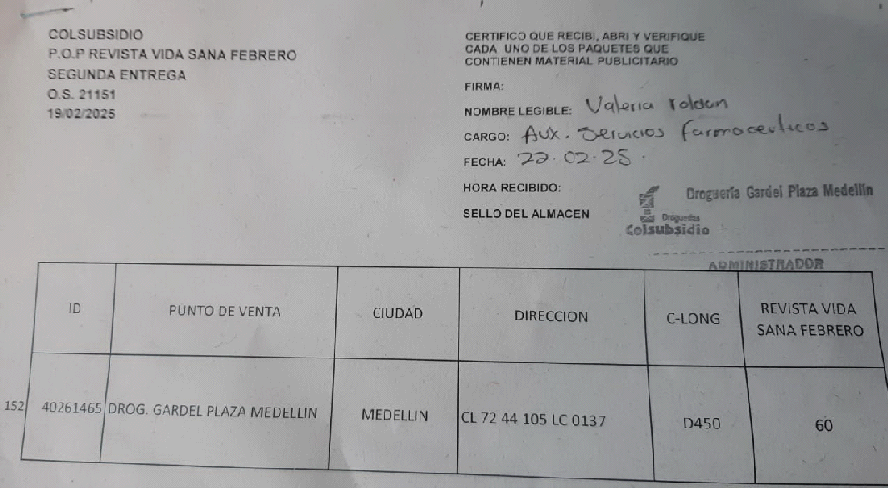 COLSUBSIDIO
P.O.P REVISTA VIDA SANA FEBRERO
SEGUNDA ENTREGA
O.S. 21151
19/02/2025
CERTIFICO QUE RECIBI, ABRI Y VERIFIQUE
CADA UNO DE LOS PAQUETES QUE
CONTIENEN MATERIAL PUBLICITARIO
FIRMA:
NOMBRE LEGIBLE: Valeria
CARGO: Aux. Servicios Farmaceuticos
FECHA: 22.02.25.
HORA RECIBIDO:
SELLO DEL ALMACEN
Droguería Gardel Plaza Medellín
Droguerías
Colsubsidio
ADMINISTRADOR
ID PUNTO DE VENTA CIUDAD DIRECCION C-LONG REVISTA VIDA
SANA FEBRERO
152 40261465 DROG. GARDEL PLAZA MEDELLIN MEDELLIN CL 72 44 105 LC 0137 D450 60